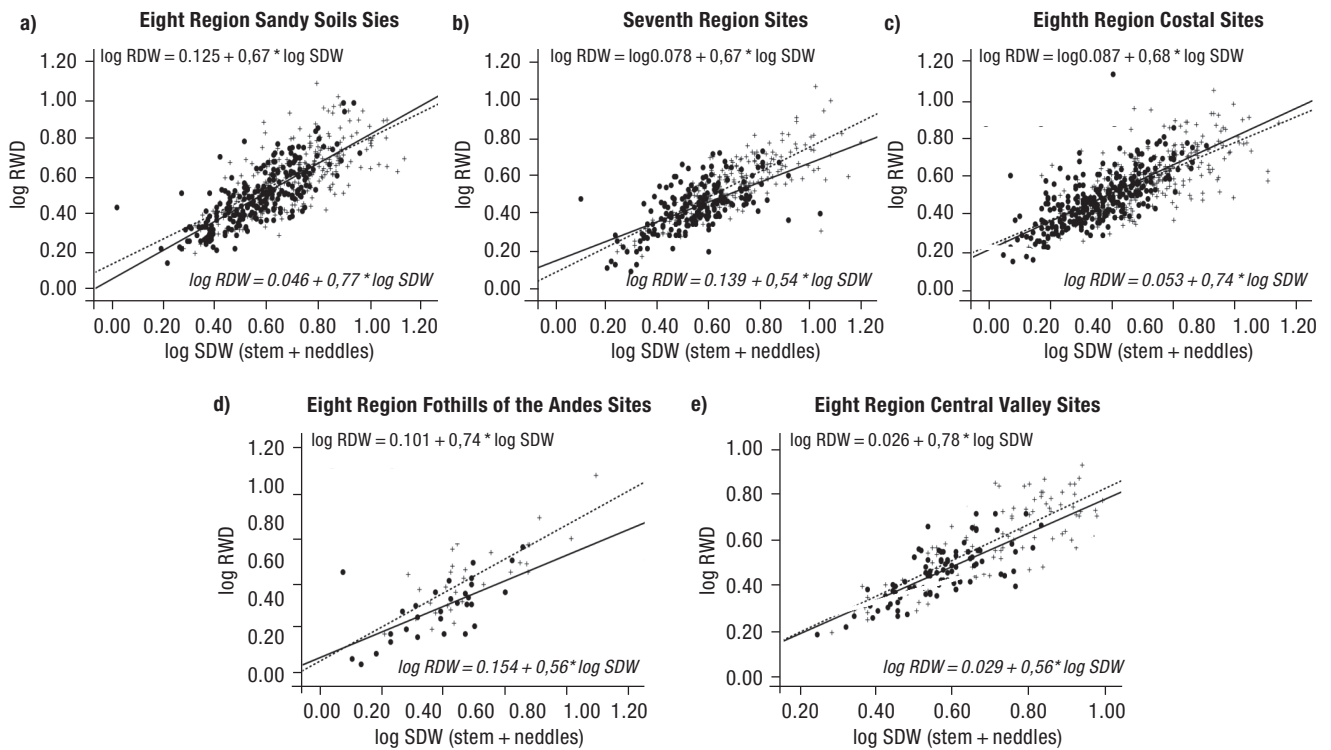 a) Eight Region Sandy Soils Sies
log RDW = 0.125 + 0,67 * log SDW
1.20
1.00
0.80
0.60
0.40
0.20
0.00
log RWD
log RDW = 0.046 + 0,77 * log SDW
0.00 0.20 0.40 0.60 0.80 1.00 1.20
log SDW (stem + neddles)
b) Seventh Region Sites
log RDW = log0.078 + 0,67 * log SDW
1.20
1.00
0.80
0.60
0.40
0.20
0.00
log RWD
log RDW = 0.139 + 0,54 * log SDW
0.00 0.20 0.40 0.60 0.80 1.00 1.20
log SDW (stem + neddles)
c) Eighth Region Costal Sites
log RDW = log0.087 + 0,68 * log SDW
1.20
1.00
0.80
0.60
0.40
0.20
0.00
log RWD
log RDW = 0.053 + 0,74 * log SDW
0.00 0.20 0.40 0.60 0.80 1.00 1.20
log SDW (stem + neddles)
d) Eight Region Fothills of the Andes Sites
log RDW = 0.101 + 0,74 * log SDW
1.20
1.00
0.80
0.60
0.40
0.20
0.00
log RWD
log RDW = 0.154 + 0,56* log SDW
0.00 0.20 0.40 0.60 0.80 1.00 1.20
log SDW (stem + neddles)
e) Eight Region Central Valley Sites
log RDW = 0.026 + 0,78 * log SDW
1.00
0.80
0.60
0.40
0.20
0.00
log RWD
log RDW = 0.029 + 0,56* log SDW
0.20 0.40 0.60 0.80 1.00
log SDW (stem + neddles)